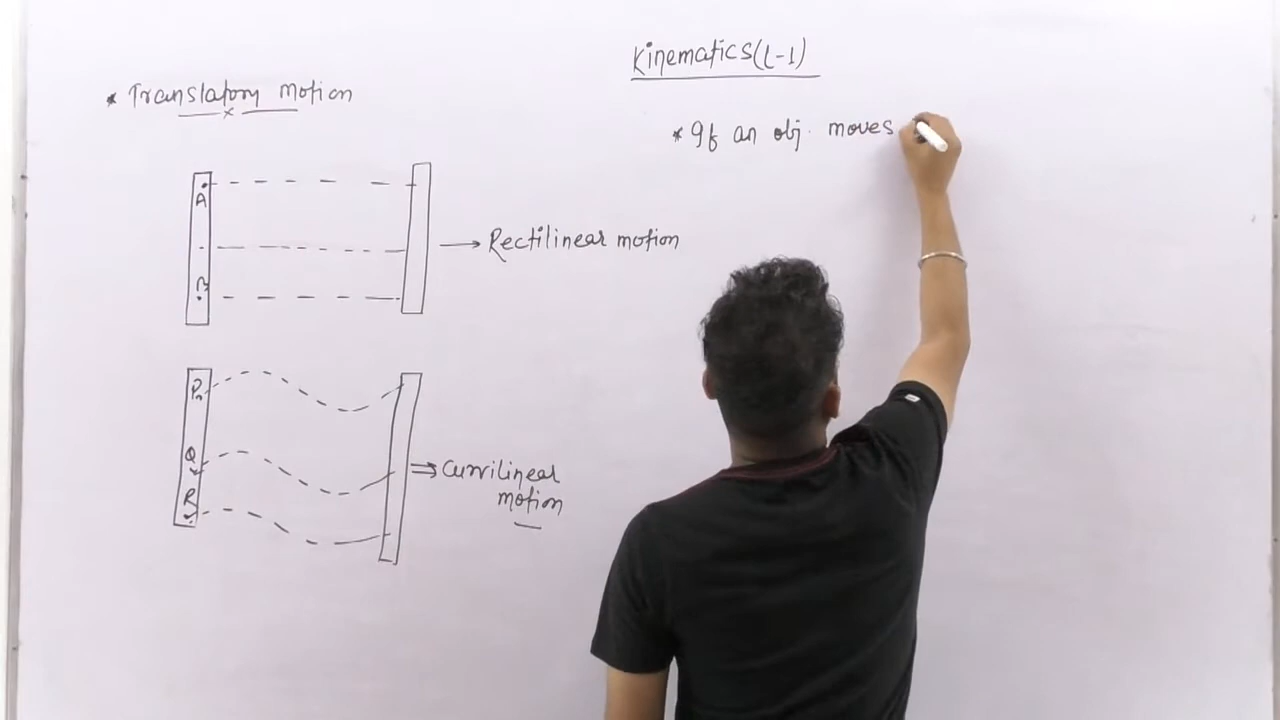 Kinematics(L-1)
* Translatory motion
* If an obj. moves
A
B
Rectilinear motion
P
Q
R
Curvilinear
motion